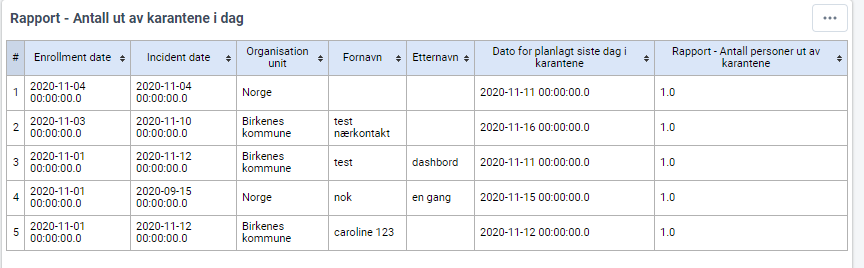 Rapport - Antall ut av karantene i dag
# Enrollment date Incident date Organisation unit Fornavn Etternavn Dato for planlagt siste dag i karantene Rapport - Antall personer ut av karantene
1 2020-11-04 00:00:00.0 2020-11-04 00:00:00.0 Norge 2020-11-11 00:00:00.0 1.0
2 2020-11-03 00:00:00.0 2020-11-10 00:00:00.0 Birkenes kommune test nærkontakt 2020-11-16 00:00:00.0 1.0
3 2020-11-01 00:00:00.0 2020-11-12 00:00:00.0 Birkenes kommune test dashbord 2020-11-11 00:00:00.0 1.0
4 2020-11-01 00:00:00.0 2020-09-15 00:00:00.0 Norge nok en gang 2020-11-15 00:00:00.0 1.0
5 2020-11-01 00:00:00.0 2020-11-12 00:00:00.0 Birkenes kommune caroline 123 2020-11-12 00:00:00.0 1.0